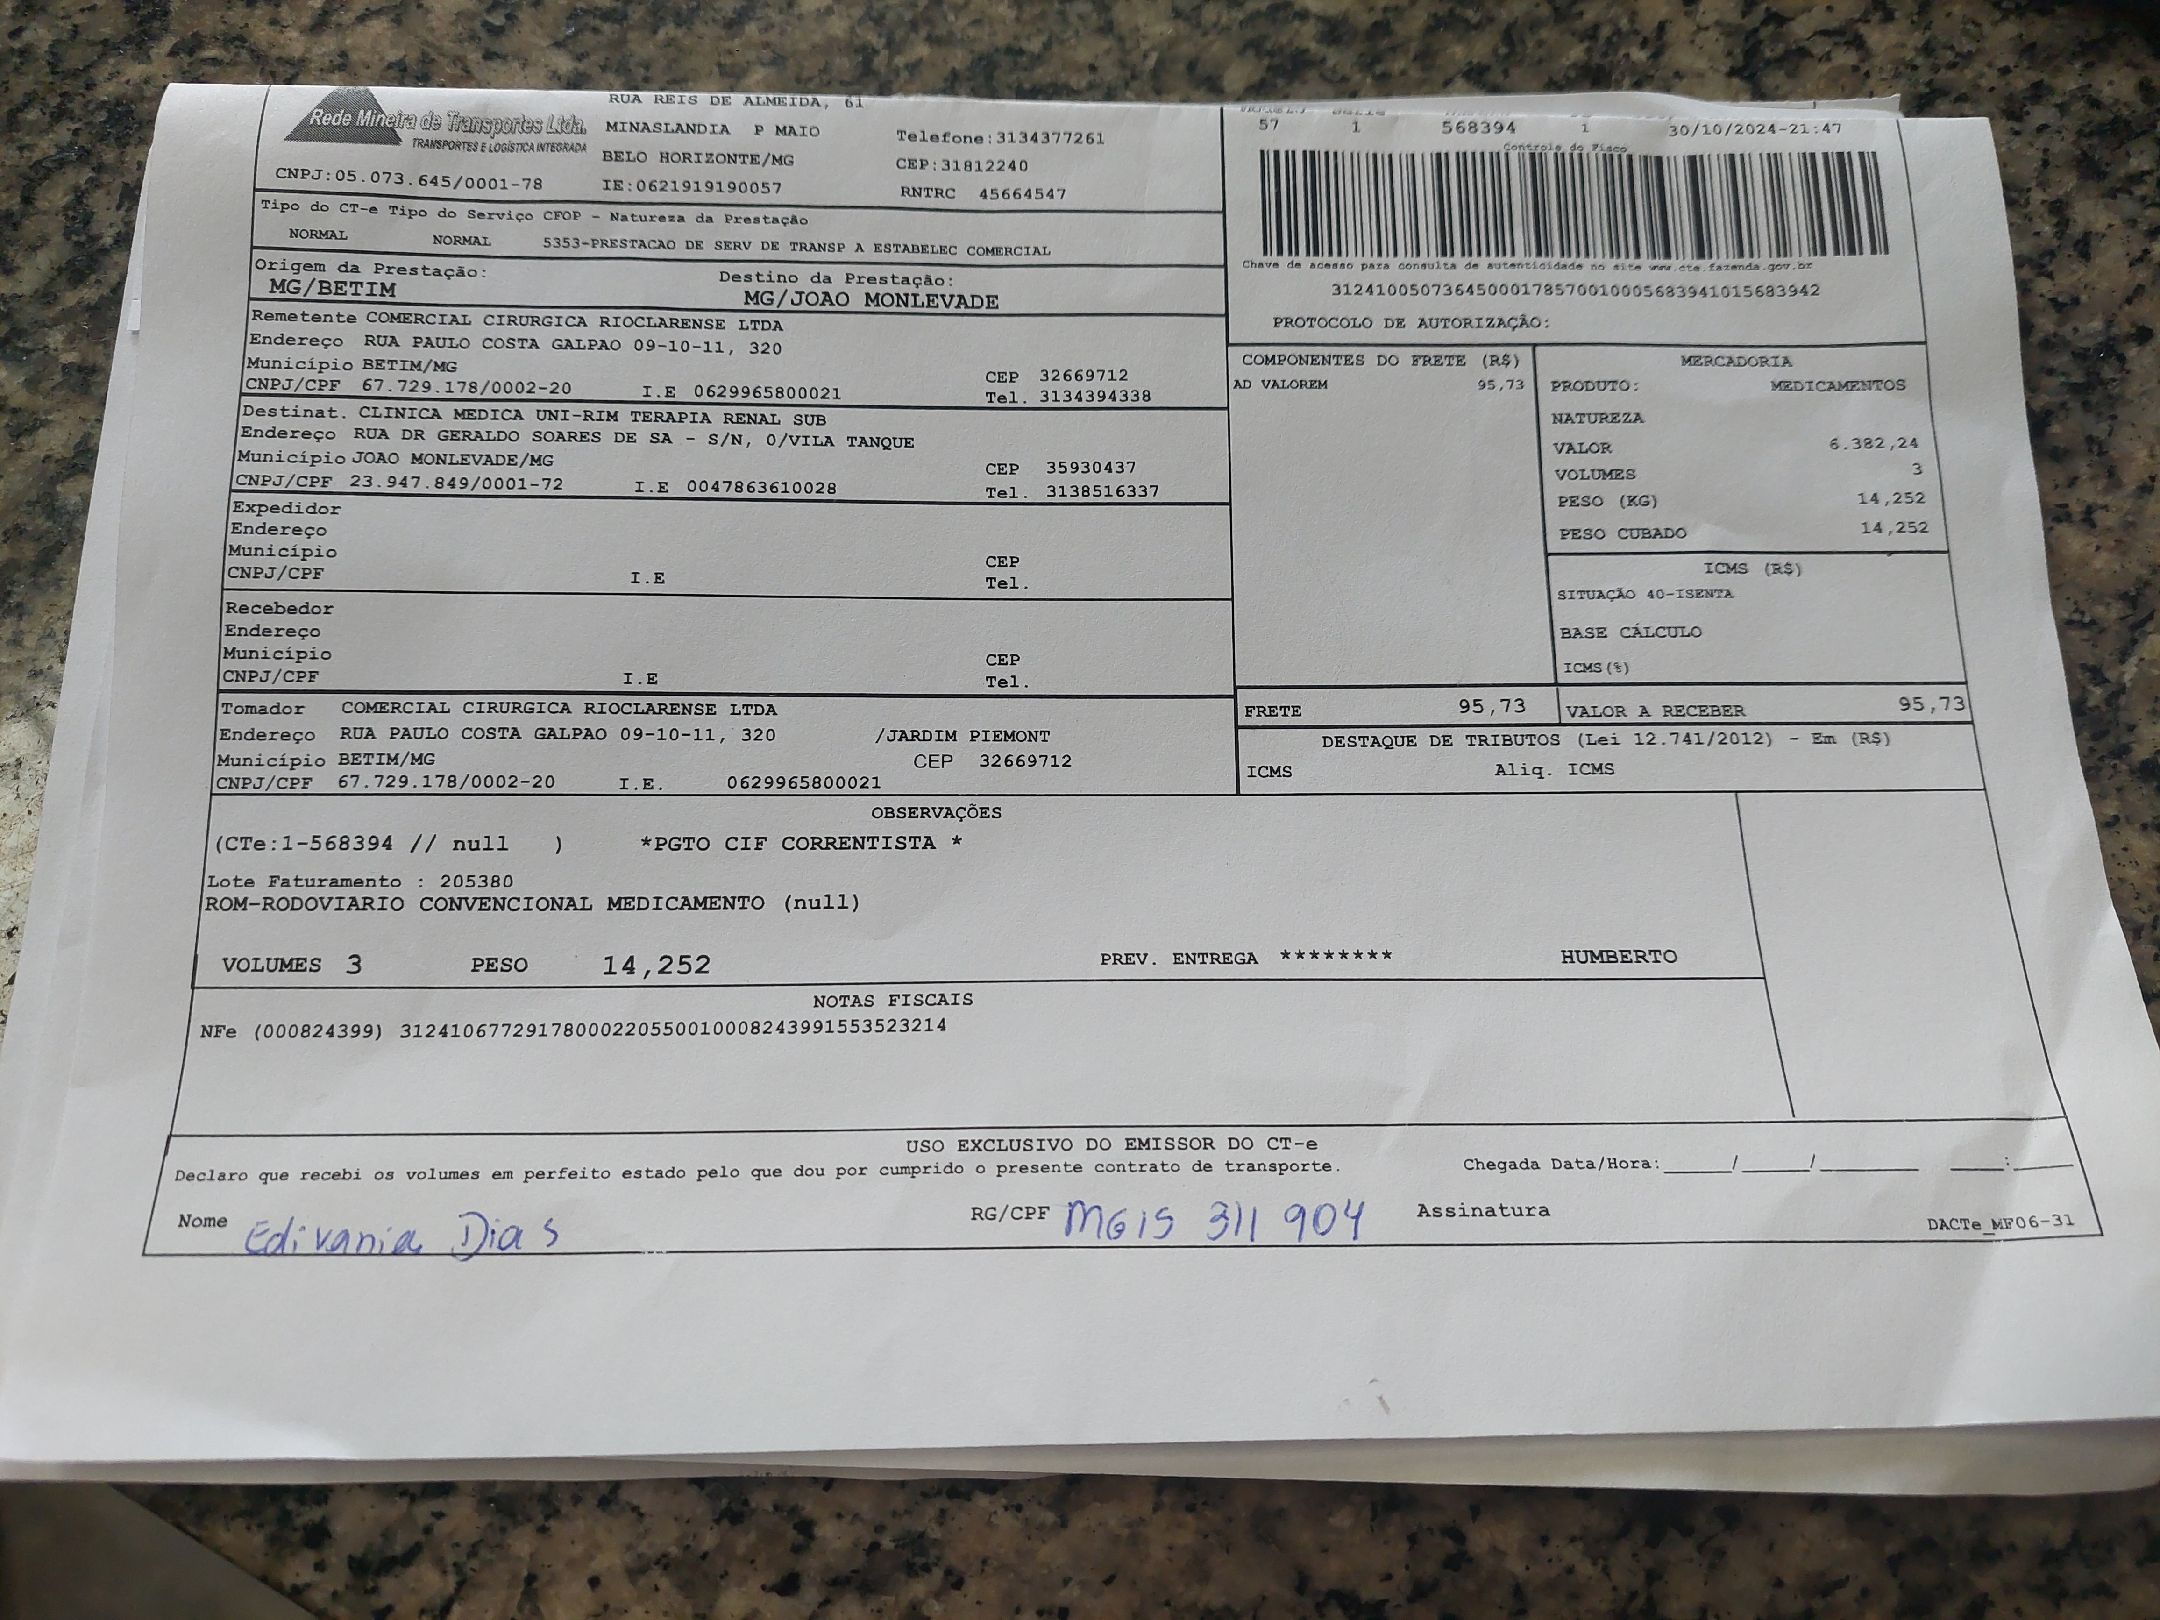 RUA REIS DE ALMEIDA, 61
Rede Mineira de Transportes Ltda.
TRANSPORTES E LOGÍSTICA INTEGRADA
MINASLANDIA P MAIO
Telefone:3134377261
BELO HORIZONTE/MG
CEP:31812240
CNPJ:05.073.645/0001-78
IE:0621919190057
RNTRC 45664547
57 1 568394 1 30/10/2024-21:47
Controle do Fisco
Tipo do CT-e Tipo do Serviço CFOP - Natureza da Prestação
NORMAL NORMAL 5353-PRESTACAO DE SERV DE TRANSP A ESTABELEC COMERCIAL
Chave de acesso para consulta de autenticidade no site www.cte.fazenda.gov.br
31241005073645000178570010005683941015683942
PROTOCOLO DE AUTORIZAÇÃO:
Origem da Prestação:
MG/BETIM
Destino da Prestação:
MG/JOAO MONLEVADE
Remetente COMERCIAL CIRURGICA RIOCLARENSE LTDA
Endereço RUA PAULO COSTA GALPAO 09-10-11, 320
Município BETIM/MG CEP 32669712
CNPJ/CPF 67.729.178/0002-20 I.E 0629965800021 Tel. 3134394338
Destinat. CLINICA MEDICA UNI-RIM TERAPIA RENAL SUB
Endereço RUA DR GERALDO SOARES DE SA - S/N, 0/VILA TANQUE
Município JOAO MONLEVADE/MG CEP 35930437
CNPJ/CPF 23.947.849/0001-72 I.E 0047863610028 Tel. 3138516337
Expedidor
Endereço
Município CEP
CNPJ/CPF I.E Tel.
Recebedor
Endereço
Município CEP
CNPJ/CPF I.E Tel.
Tomador COMERCIAL CIRURGICA RIOCLARENSE LTDA
Endereço RUA PAULO COSTA GALPAO 09-10-11, 320 /JARDIM PIEMONT
Município BETIM/MG CEP 32669712
CNPJ/CPF 67.729.178/0002-20 I.E. 0629965800021
COMPONENTES DO FRETE (R$)
AD VALOREM 95,73
MERCADORIA
PRODUTO: MEDICAMENTOS
NATUREZA
VALOR 6.382,24
VOLUMES 3
PESO (KG) 14,252
PESO CUBADO 14,252
ICMS (R$)
SITUAÇÃO 40-ISENTA
BASE CÁLCULO
ICMS(%)
FRETE 95,73 VALOR A RECEBER 95,73
DESTAQUE DE TRIBUTOS (Lei 12.741/2012) - Em (R$)
ICMS Aliq. ICMS
OBSERVAÇÕES
(CTe:1-568394 // null ) *PGTO CIF CORRENTISTA *
Lote Faturamento : 205380
ROM-RODOVIARIO CONVENCIONAL MEDICAMENTO (null)
VOLUMES 3 PESO 14,252 PREV. ENTREGA ******** HUMBERTO
NOTAS FISCAIS
NFe (000824399) 31241067729178000220550010008243991553523214
USO EXCLUSIVO DO EMISSOR DO CT-e
Declaro que recebi os volumes em perfeito estado pelo que dou por cumprido o presente contrato de transporte. Chegada Data/Hora:_____/_____/_______ ____:_____
Nome Edivania Dias RG/CPF MG15 311 904 Assinatura
DACTe_MF06-31